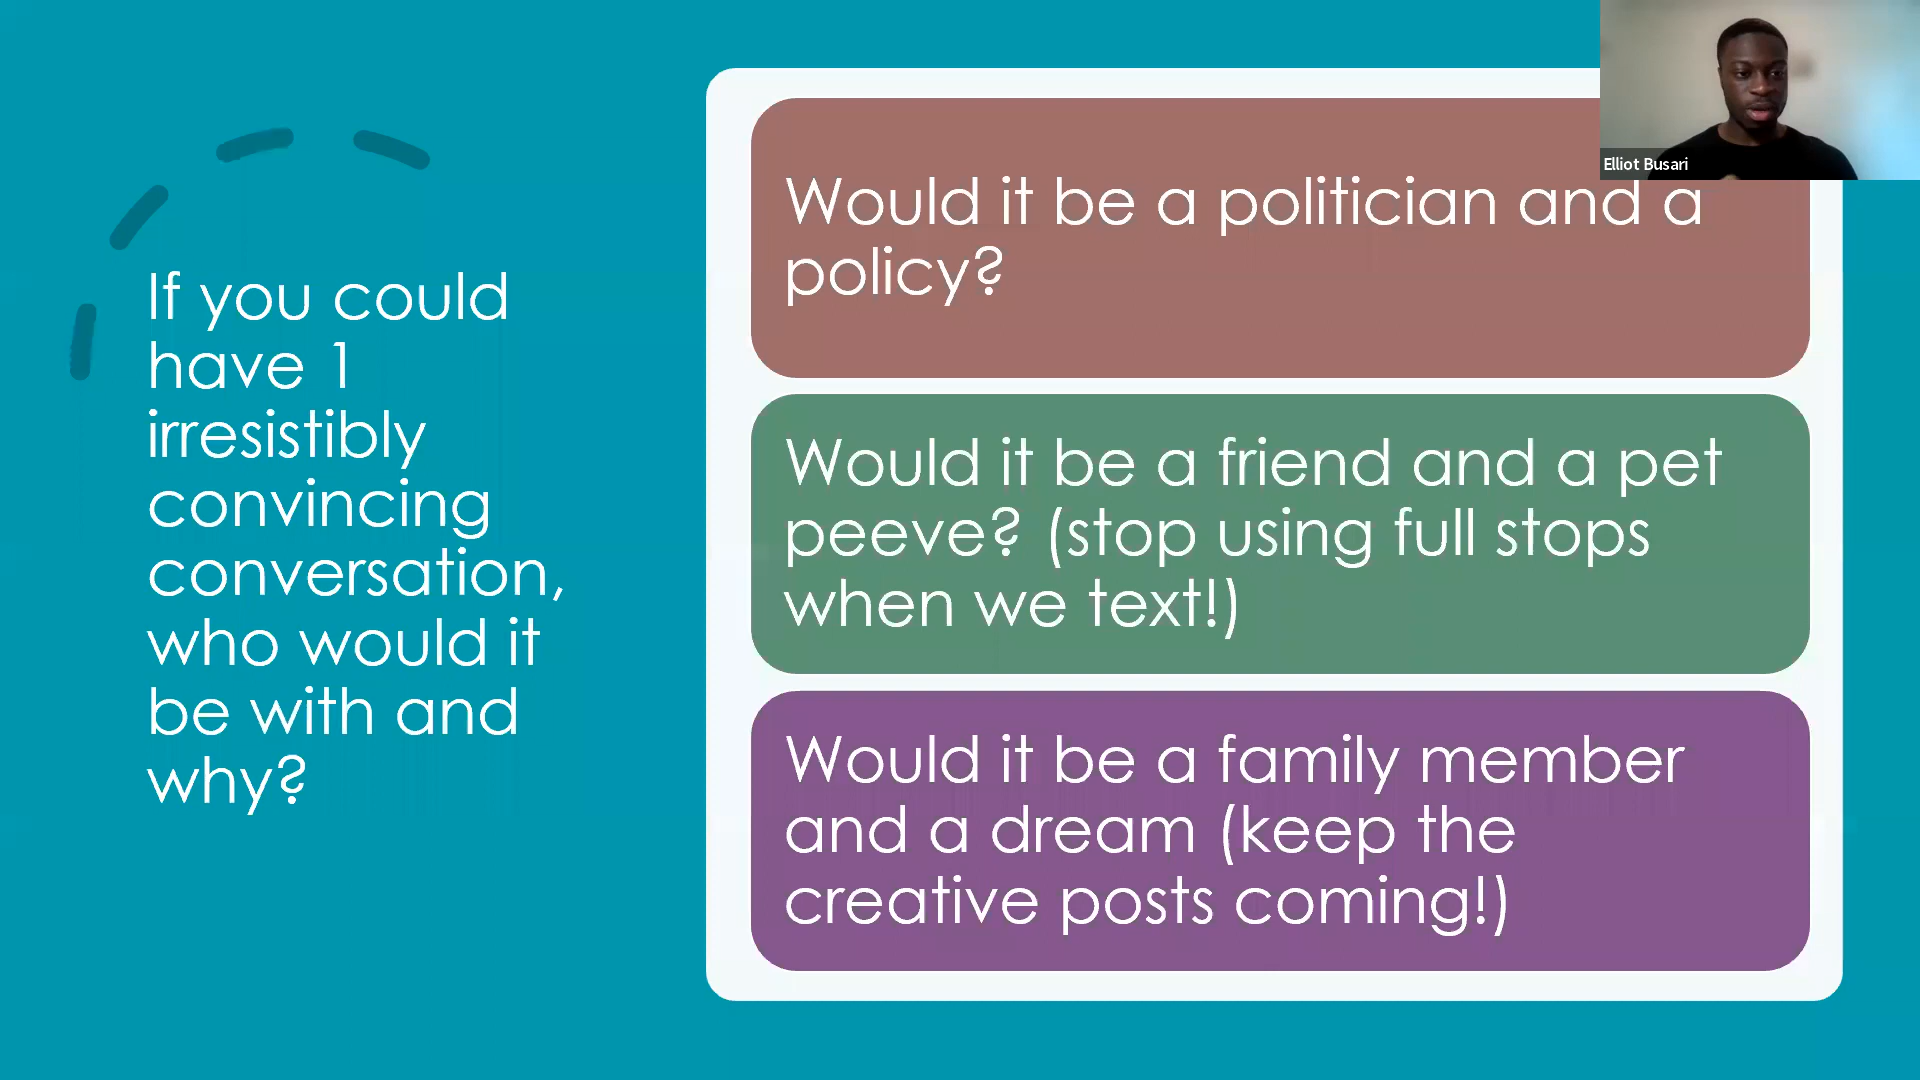 If you could
have 1
irresistibly
convincing
conversation,
who would it
be with and
why?
Would it be a politician and a
policy?
Would it be a friend and a pet
peeve? (stop using full stops
when we text!)
Would it be a family member
and a dream (keep the
creative posts coming!)
Elliot Busari